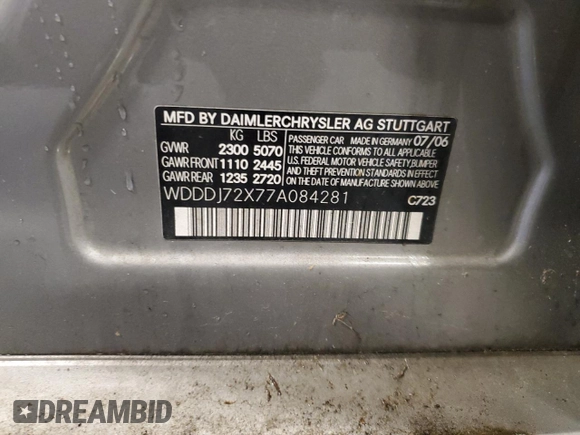 MFD BY DAIMLERCHRYSLER AG STUTTGART
KG LBS
GVWR 2300 5070
GAWR FRONT 1110 2445
GAWR REAR 1235 2720
PASSENGER CAR MADE IN GERMANY 07/06
THIS VEHICLE CONFORMS TO ALL APPLICABLE
U.S. FEDERAL MOTOR VEHICLE SAFETY, BUMPER
AND THEFT PREVENTION STANDARDS IN EFFECT
ON THE DATE OF MANUFACTURE SHOWN ABOVE.
WDDDJ72X77A084281
C723
DREAMBID